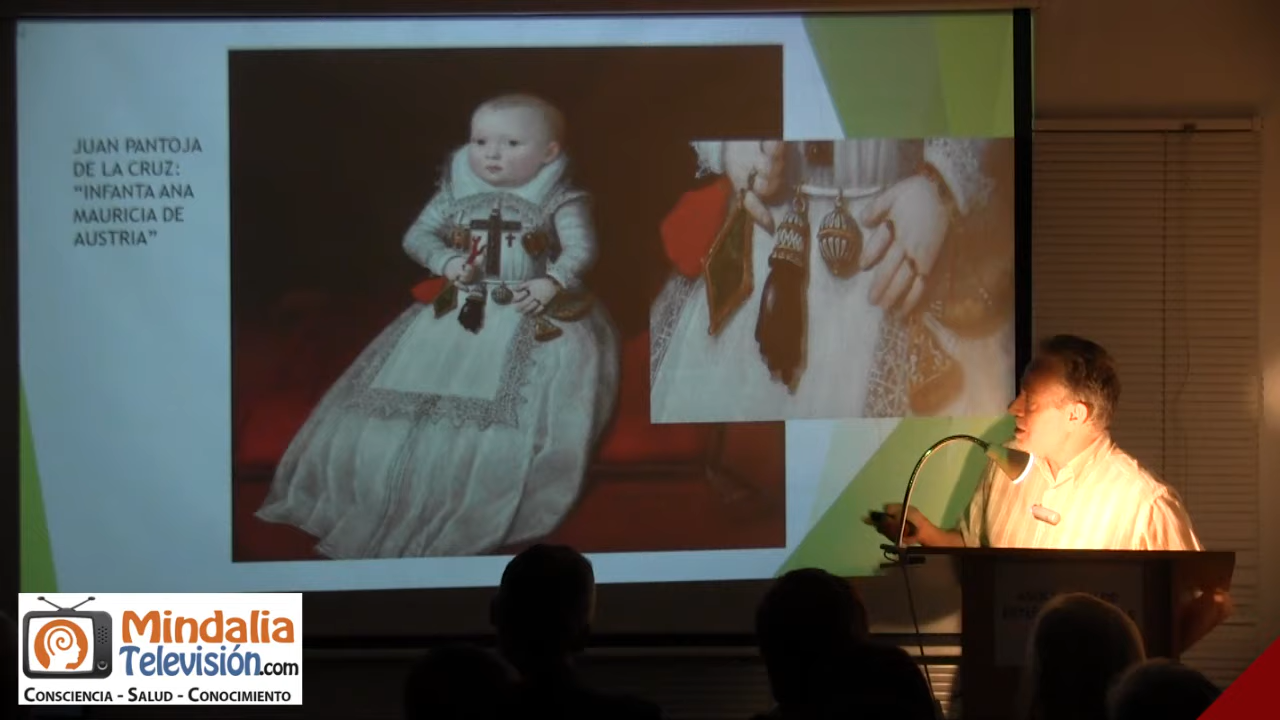 JUAN PANTOJA
DE LA CRUZ:
"INFANTA ANA
MAURICIA DE
AUSTRIA"
Mindalia
Televisión.com
CONSCIENCIA - SALUD - CONOCIMIENTO